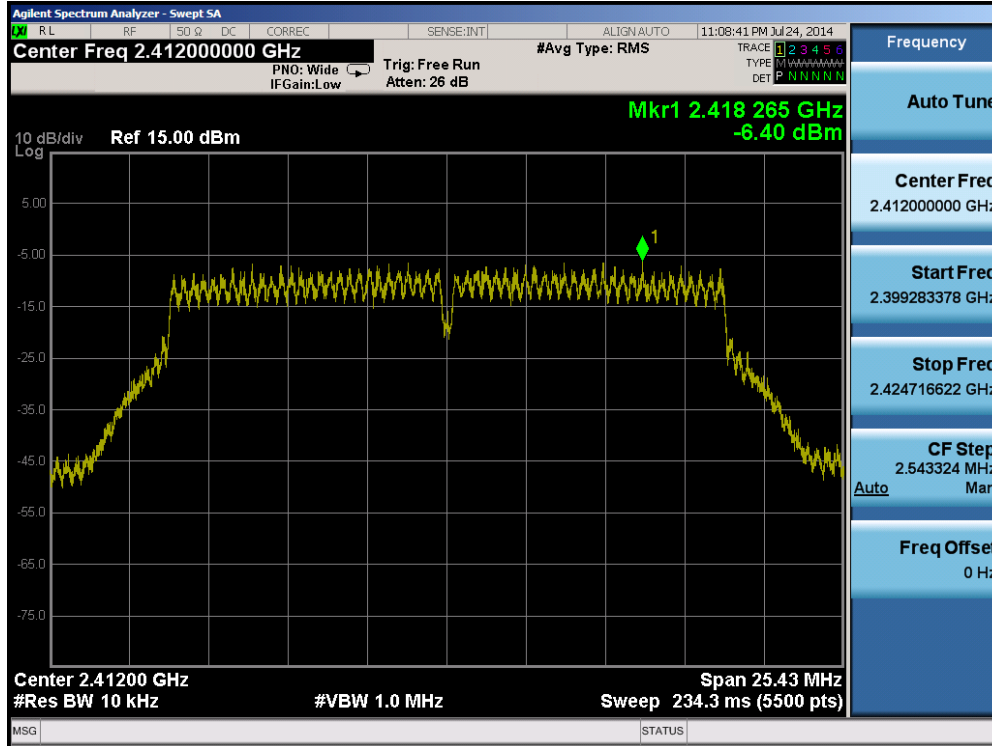 Agilent Spectrum Analyzer - Swept SA
LXI RL RF 50 Ω DC CORREC SENSE:INT ALIGN AUTO 11:08:41 PM Jul 24, 2014
Center Freq 2.412000000 GHz
PNO: Wide
IFGain:Low
Trig: Free Run
Atten: 26 dB
#Avg Type: RMS
TRACE 1 2 3 4 5 6
TYPE M
DET P N N N N N
Mkr1 2.418 265 GHz
-6.40 dBm
10 dB/div Ref 15.00 dBm
Log
5.00
-5.00
-15.0
-25.0
-35.0
-45.0
-55.0
-65.0
-75.0
1
Center 2.41200 GHz Span 25.43 MHz
#Res BW 10 kHz #VBW 1.0 MHz Sweep 234.3 ms (5500 pts)
MSG STATUS
Frequency
Auto Tune
Center Freq
2.412000000 GHz
Start Freq
2.399283378 GHz
Stop Freq
2.424716622 GHz
CF Step
2.543324 MHz
Auto Man
Freq Offset
0 Hz